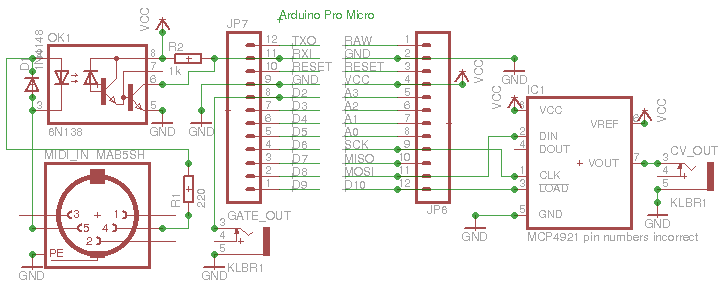 Arduino Pro Micro
VCC
OK1
D1
1N4148
R2
1k
6N138
GND
GND
JP7
12 TXO
11 RXI
10 RESET
9 GND
8 D2
7 D3
6 D4
5 D5
4 D6
3 D7
2 D8
1 D9
RAW 1
GND 2
RESET 3
VCC 4
A3 5
A2 6
A1 7
A0 8
SCK 9
MISO 10
MOSI 11
D10 12
JP6
VCC
GND
IC1
VCC
8 VCC
2 DIN
4 DOUT
1 CLK
3 LOAD
5 GND
VREF 6
VOUT 7
VCC
GND
MCP4921 pin numbers incorrect
CV_OUT
3
4
5
KLBR1
GND
MIDI_IN MAB5SH
3 1
5 4
2
PE
GND
R1
220
GATE_OUT
3
4
5
KLBR1
GND
8
7
6
5
3